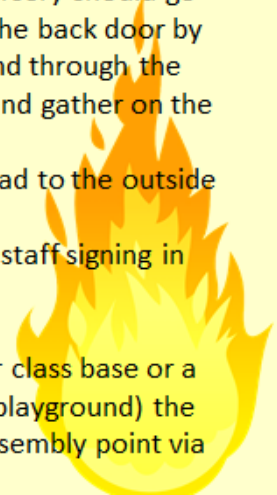 he back door by
nd through the
nd gather on the
ad to the outside
staff signing in
r class base or a
playground) the
sembly point via